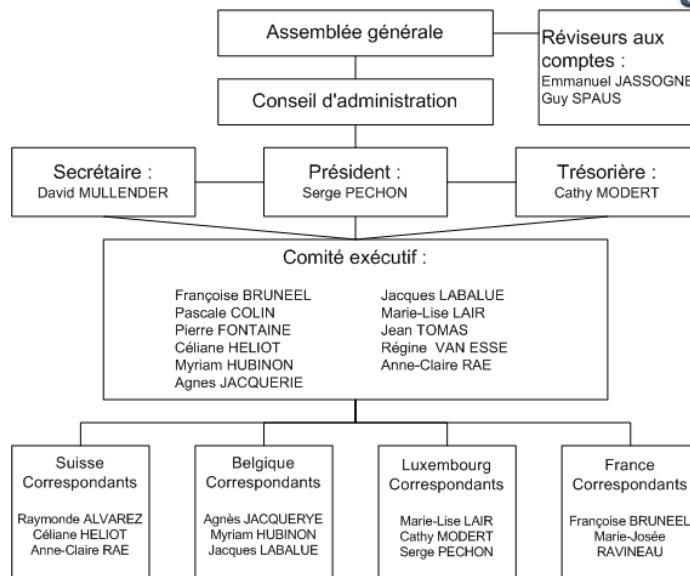 Assemblée générale
Réviseurs aux
comptes :
Emmanuel JASSOGNE
Guy SPAUS
Conseil d'administration
Secrétaire :
David MULLENDER
Président :
Serge PECHON
Trésorière :
Cathy MODERT
Comité exécutif :
Françoise BRUNEEL
Pascale COLIN
Pierre FONTAINE
Céliane HELIOT
Myriam HUBINON
Agnes JACQUERIE
Jacques LABALUE
Marie-Lise LAIR
Jean TOMAS
Régine VAN ESSE
Anne-Claire RAE
Suisse
Correspondants
Raymonde ALVAREZ
Céliane HELIOT
Anne-Claire RAE
Belgique
Correspondants
Agnès JACQUERYE
Myriam HUBINON
Jacques LABALUE
Luxembourg
Correspondants
Marie-Lise LAIR
Cathy MODERT
Serge PECHON
France
Correspondants
Françoise BRUNEEL
Marie-Josée
RAVINEAU